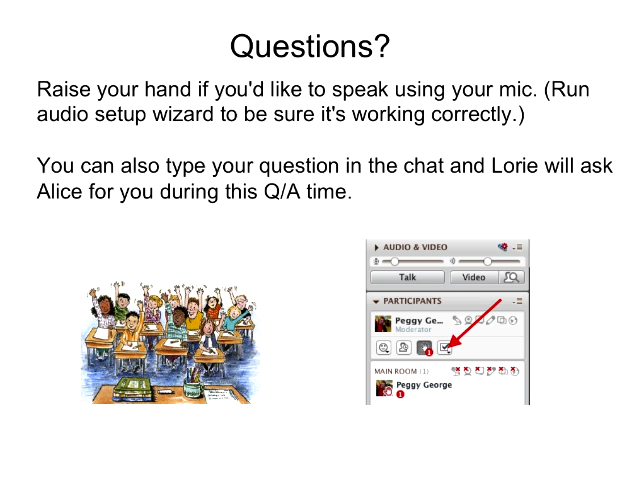 Questions?
Raise your hand if you'd like to speak using your mic. (Run
audio setup wizard to be sure it's working correctly.)
You can also type your question in the chat and Lorie will ask
Alice for you during this Q/A time.
AUDIO & VIDEO
Talk
Video
PARTICIPANTS
Peggy Ge...
Moderator
1
MAIN ROOM (1)
Peggy George
1